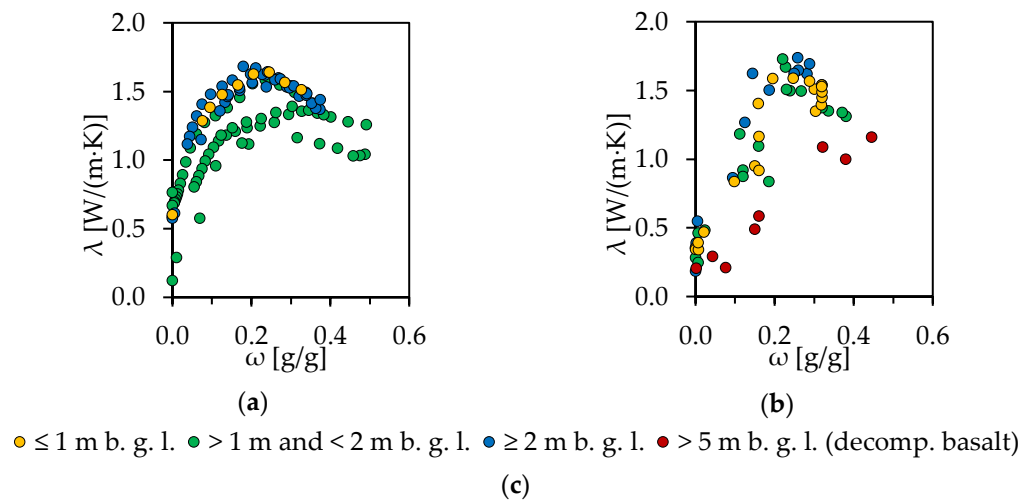 2.0
1.5
1.0
0.5
0.0
λ [W/(m·K)]
0.0 0.2 0.4 0.6
ω [g/g]
(a)
2.0
1.5
1.0
0.5
0.0
λ [W/(m·K)]
0.0 0.2 0.4 0.6
ω [g/g]
(b)
≤ 1 m b. g. l. > 1 m and < 2 m b. g. l. ≥ 2 m b. g. l. > 5 m b. g. l. (decomp. basalt)
(c)